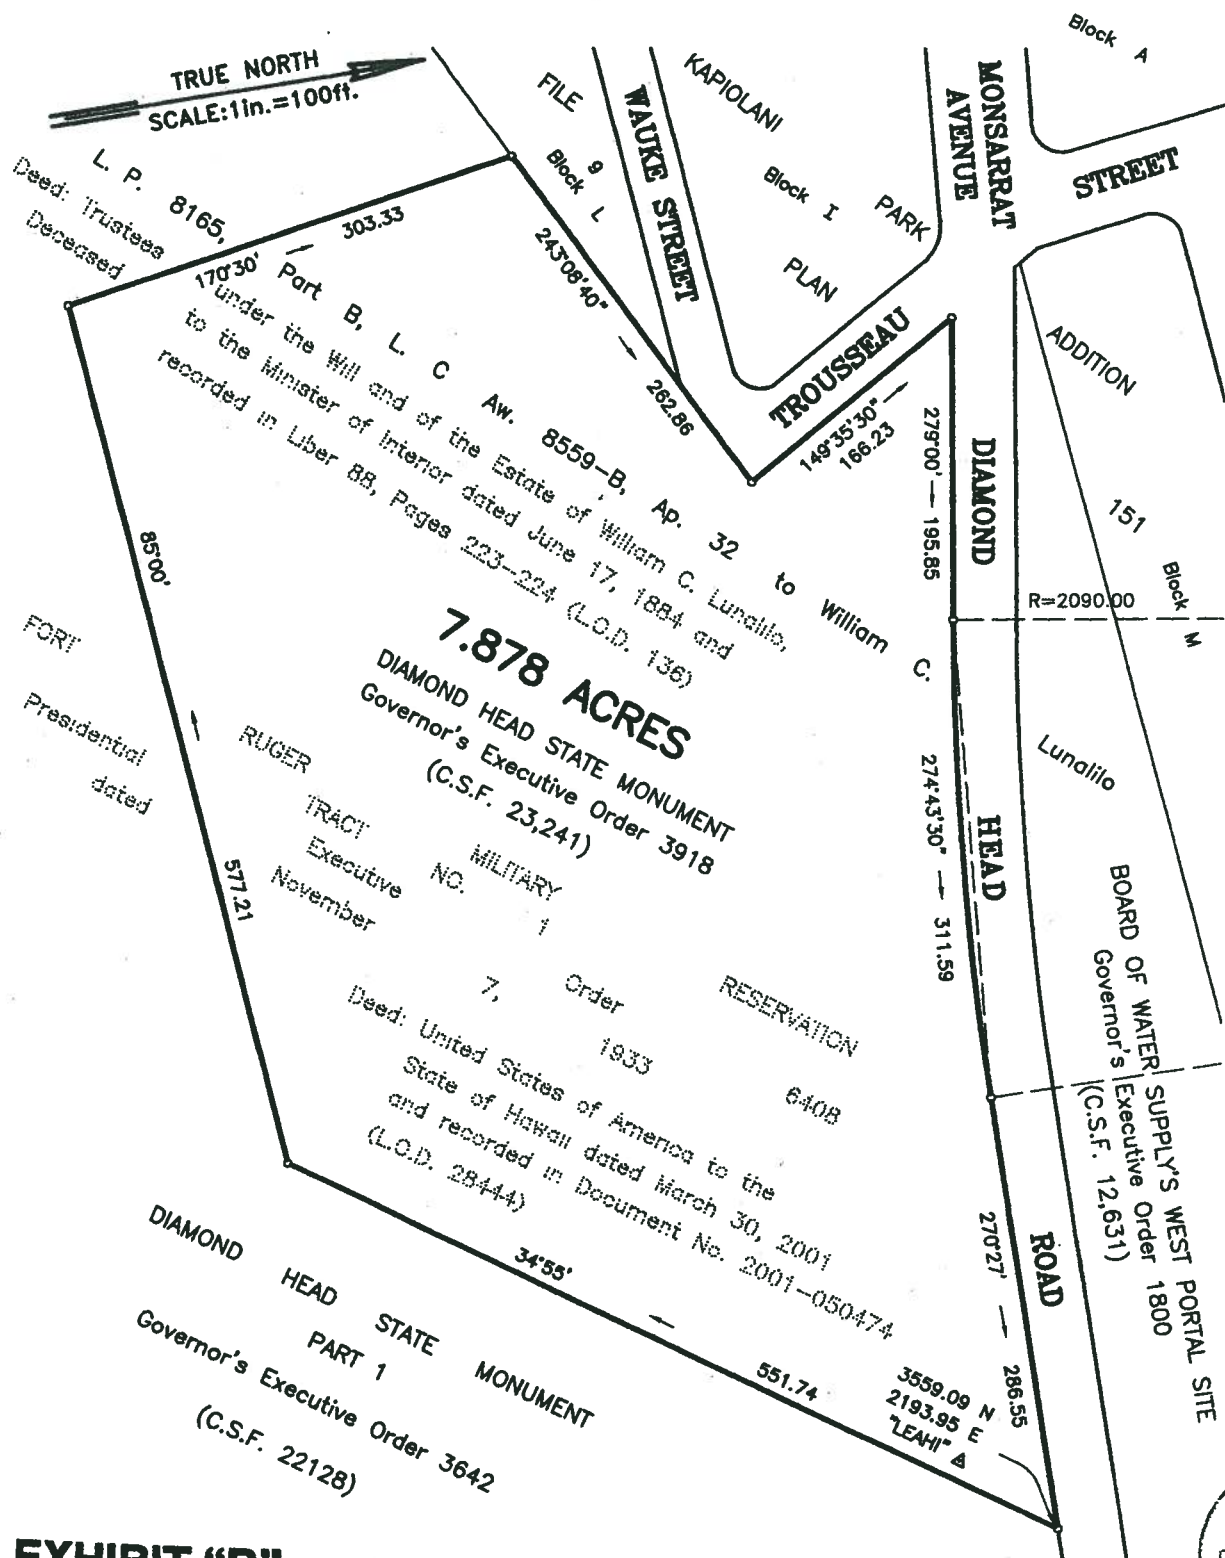 TRUE NORTH
SCALE:1in.=100ft.
Block A
FILE 9
Block L
WAUKE STREET
KAPIOLANI
Block I PARK
PLAN
MONSARRAT
AVENUE
STREET
TROUSSEAU
ADDITION
151
Block M
L. P. 8165,
Deed: Trustees
Deceased
170°30'
303.33
243°08'40"
262.86
149°35'30"
166.23
279°00'
195.85
R=2090.00
Part B, L. C Aw. 8559-B, Ap. 32 to William C. Lunalilo
under the Will and of the Estate of William C. Lunalilo,
to the Minister of Interior dated June 17, 1884 and
recorded in Liber 88, Pages 223-224 (L.O.D. 136)
7.878 ACRES
DIAMOND HEAD STATE MONUMENT
Governor's Executive Order 3918
(C.S.F. 23,241)
85°00'
577.21
FORT RUGER MILITARY RESERVATION
TRACT NO. 1
Presidential Executive Order 6408
dated November 7, 1933
Deed: United States of America to the
State of Hawaii dated March 30, 2001
and recorded in Document No. 2001-050474
(L.O.D. 28444)
DIAMOND HEAD ROAD
274°43'30"
311.59
270°27'
286.55
BOARD OF WATER SUPPLY'S WEST PORTAL SITE
Governor's Executive Order 1800
(C.S.F. 12,631)
34°55'
551.74
3559.09 N
2193.95 E
"LEAHI"
DIAMOND HEAD STATE MONUMENT
PART 1
Governor's Executive Order 3642
(C.S.F. 22128)
EXHIBIT